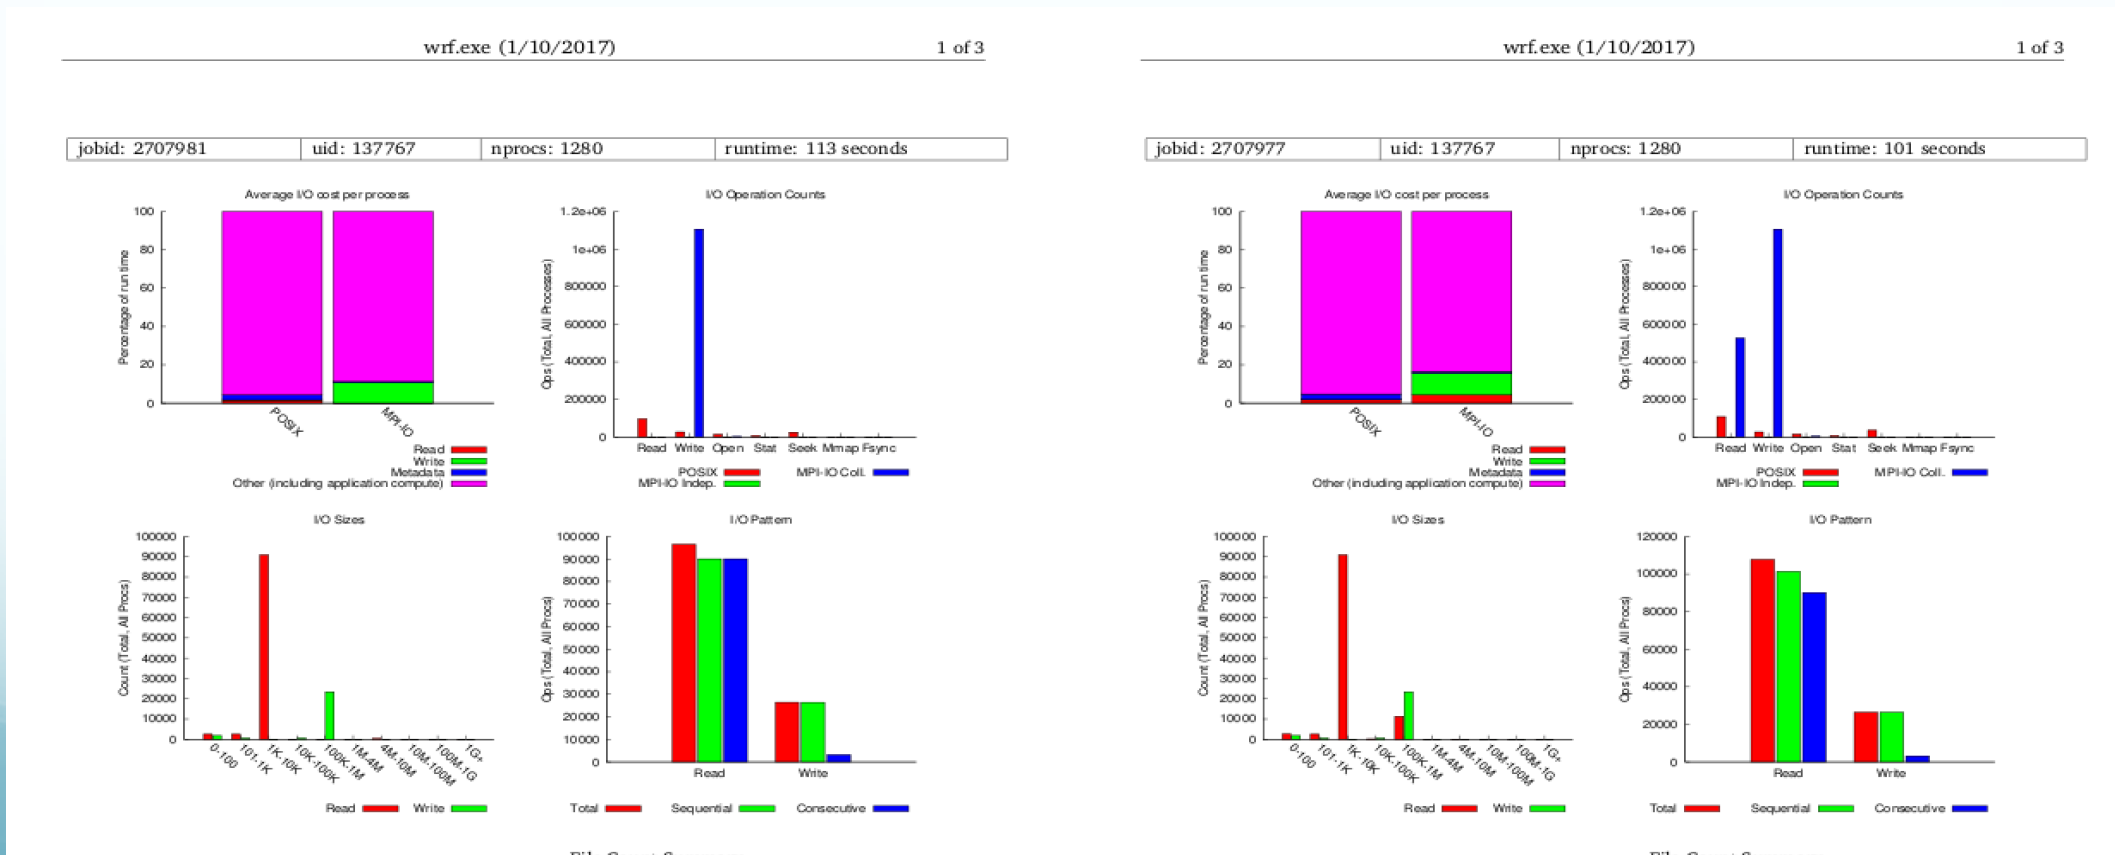 wrf.exe (1/10/2017) 1 of 3
jobid: 2707981 uid: 137767 nprocs: 1280 runtime: 113 seconds
Average I/O cost per process
Percentage of run time
100
80
60
40
20
0
POSIX
MPI-IO
Read
Write
Metadata
Other (including application compute)
I/O Operation Counts
Ops (Total, All Processes)
1.2e+06
1e+06
800000
600000
400000
200000
0
Read Write Open Stat Seek Mmap Fsync
POSIX MPI-IO Coll.
MPI-IO Indep.
I/O Sizes
Count (Total, All Procs)
100000
90000
80000
70000
60000
50000
40000
30000
20000
10000
0
0-100
101-1K
1K-10K
10K-100K
100K-1M
1M-4M
4M-10M
10M-100M
100M-1G
1G+
Read Write
I/O Pattern
Ops (Total, All Procs)
100000
90000
80000
70000
60000
50000
40000
30000
20000
10000
0
Read Write
Total Sequential Consecutive
wrf.exe (1/10/2017) 1 of 3
jobid: 2707977 uid: 137767 nprocs: 1280 runtime: 101 seconds
Average I/O cost per process
Percentage of run time
100
80
60
40
20
0
POSIX
MPI-IO
Read
Write
Metadata
Other (including application compute)
I/O Operation Counts
Ops (Total, All Processes)
1.2e+06
1e+06
800000
600000
400000
200000
0
Read Write Open Stat Seek Mmap Fsync
POSIX MPI-IO Coll.
MPI-IO Indep.
I/O Sizes
Count (Total, All Procs)
100000
90000
80000
70000
60000
50000
40000
30000
20000
10000
0
0-100
101-1K
1K-10K
10K-100K
100K-1M
1M-4M
4M-10M
10M-100M
100M-1G
1G+
Read Write
I/O Pattern
Ops (Total, All Procs)
120000
100000
80000
60000
40000
20000
0
Read Write
Total Sequential Consecutive